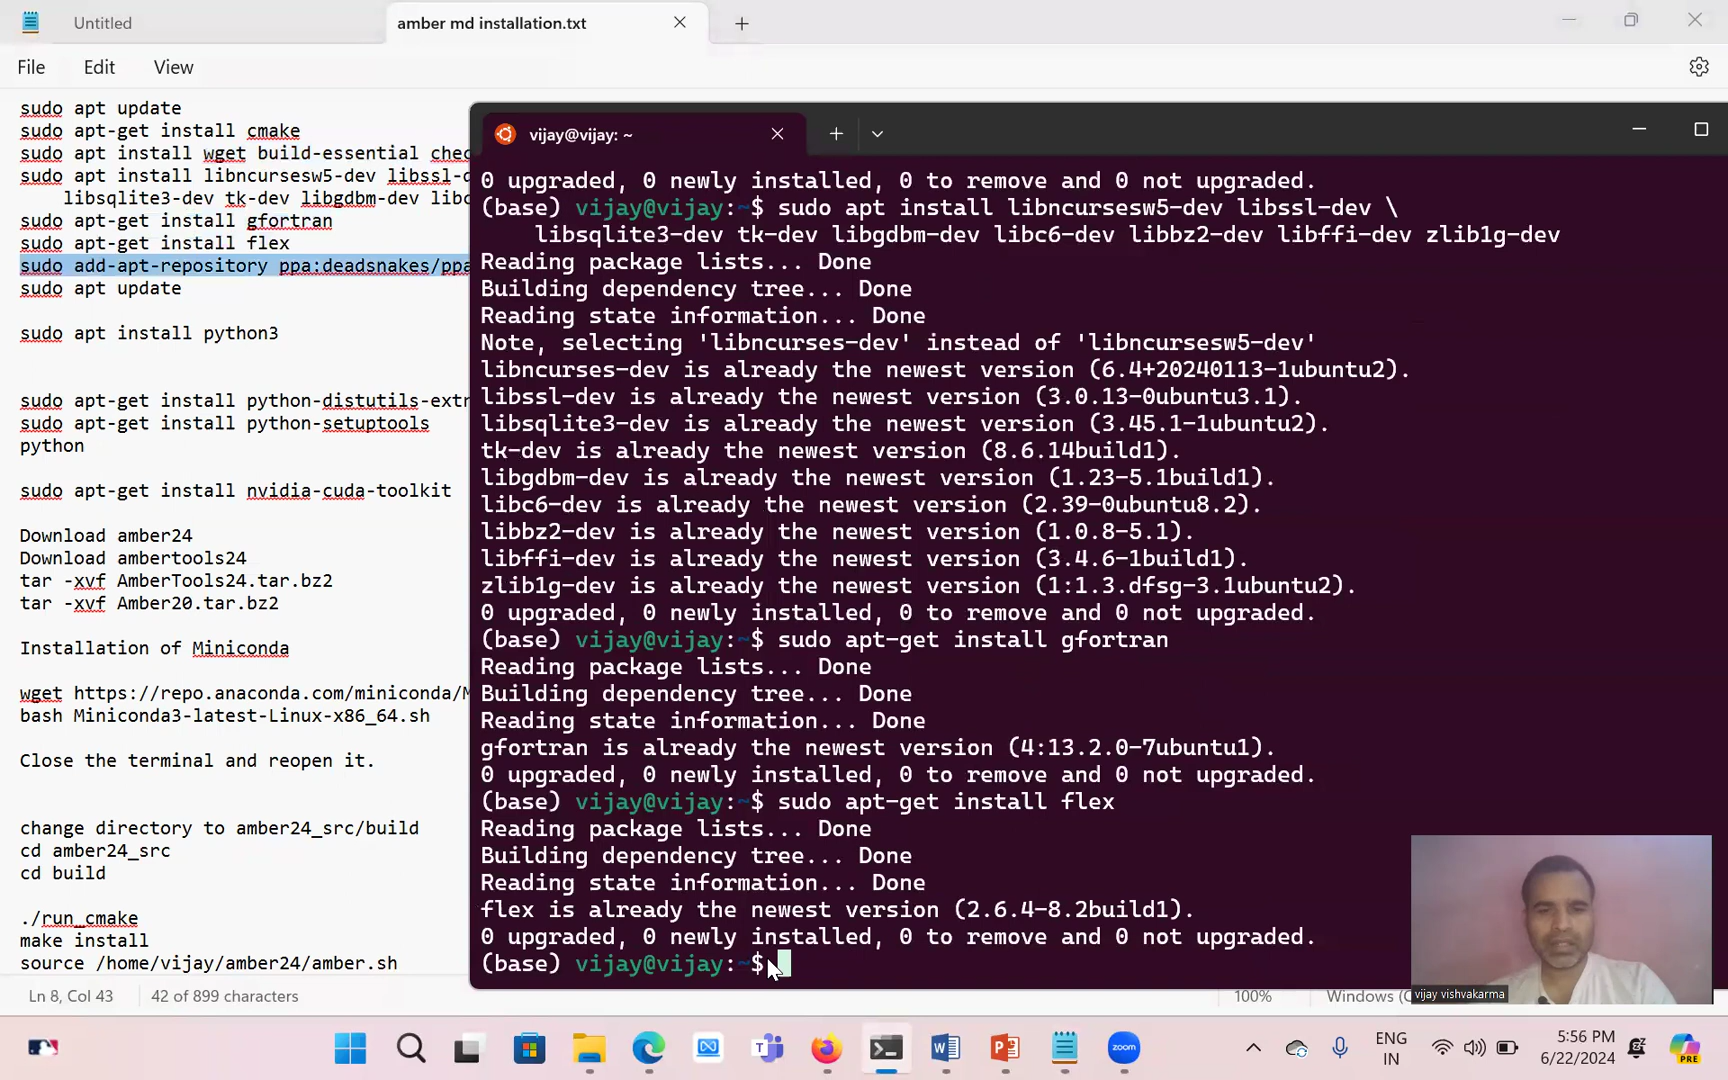 Untitled
amber md installation.txt
File Edit View
sudo apt update
sudo apt-get install cmake
sudo apt install wget build-essential
sudo apt install libncursesw5-dev
libsqlite3-dev tk-dev libgdbm-dev
sudo apt-get install gfortran
sudo apt-get install flex
sudo add-apt-repository ppa:deadsnakes/ppa
sudo apt update
sudo apt install python3
sudo apt-get install
sudo apt-get install python-setuptools
python
sudo apt-get install nvidia-cuda-toolkit
Download amber24
Download ambertools24
tar -xvf AmberTools24.tar.bz2
tar -xvf Amber20.tar.bz2
Installation of Miniconda
wget https://repo.anaconda.com/miniconda/M
bash Miniconda3-latest-Linux-x86_64.sh
Close the terminal and reopen it.
change directory to amber24_src/build
cd amber24_src
cd build
./run_cmake
make install
source /home/vijay/amber24/amber.sh
Ln 8, Col 43 42 of 899 characters 100% Windows (C
vijay@vijay: ~
0 upgraded, 0 newly installed, 0 to remove and 0 not upgraded.
(base) vijay@vijay:~$ sudo apt install libncursesw5-dev libssl-dev \
libsqlite3-dev tk-dev libgdbm-dev libc6-dev libbz2-dev libffi-dev zlib1g-dev
Reading package lists... Done
Building dependency tree... Done
Reading state information... Done
Note, selecting 'libncurses-dev' instead of 'libncursesw5-dev'
libncurses-dev is already the newest version (6.4+20240113-1ubuntu2).
libssl-dev is already the newest version (3.0.13-0ubuntu3.1).
libsqlite3-dev is already the newest version (3.45.1-1ubuntu2).
tk-dev is already the newest version (8.6.14build1).
libgdbm-dev is already the newest version (1.23-5.1build1).
libc6-dev is already the newest version (2.39-0ubuntu8.2).
libbz2-dev is already the newest version (1.0.8-5.1).
libffi-dev is already the newest version (3.4.6-1build1).
zlib1g-dev is already the newest version (1:1.3.dfsg-3.1ubuntu2).
0 upgraded, 0 newly installed, 0 to remove and 0 not upgraded.
(base) vijay@vijay:~$ sudo apt-get install gfortran
Reading package lists... Done
Building dependency tree... Done
Reading state information... Done
gfortran is already the newest version (4:13.2.0-7ubuntu1).
0 upgraded, 0 newly installed, 0 to remove and 0 not upgraded.
(base) vijay@vijay:~$ sudo apt-get install flex
Reading package lists... Done
Building dependency tree... Done
Reading state information... Done
flex is already the newest version (2.6.4-8.2build1).
0 upgraded, 0 newly installed, 0 to remove and 0 not upgraded.
(base) vijay@vijay:~$
vijay vishvakarma
zoom
ENG
IN
5:56 PM
6/22/2024
PRE